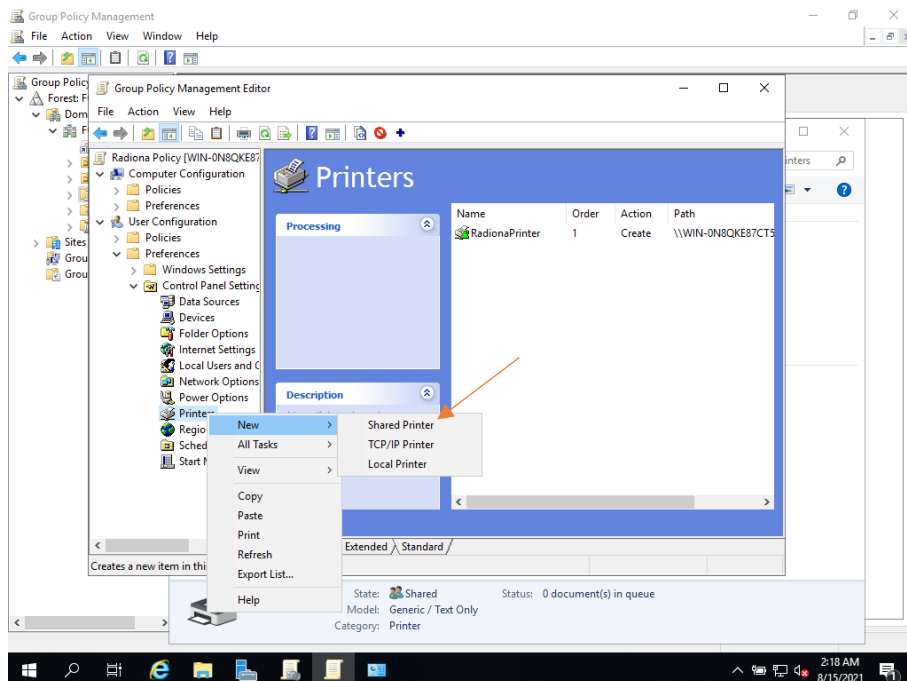 Group Policy Management
File Action View Window Help
Group Policy
Forest: F
Dom
F
Sites
Grou
Grou
Group Policy Management Editor
File Action View Help
Radiona Policy [WIN-0N8QKE87
Computer Configuration
Policies
Preferences
User Configuration
Policies
Preferences
Windows Settings
Control Panel Setting
Data Sources
Devices
Folder Options
Internet Settings
Local Users and G
Network Options
Power Options
Printers
Regio
Sched
Start M
Printers
Processing
Description
Name Order Action Path
RadionaPrinter 1 Create \\WIN-0N8QKE87CT5
inters
New
All Tasks
View
Copy
Paste
Print
Refresh
Export List...
Help
Shared Printer
TCP/IP Printer
Local Printer
Extended Standard
Creates a new item in thi
State: Shared Status: 0 document(s) in queue
Model: Generic / Text Only
Category: Printer
2:18 AM
8/15/2021